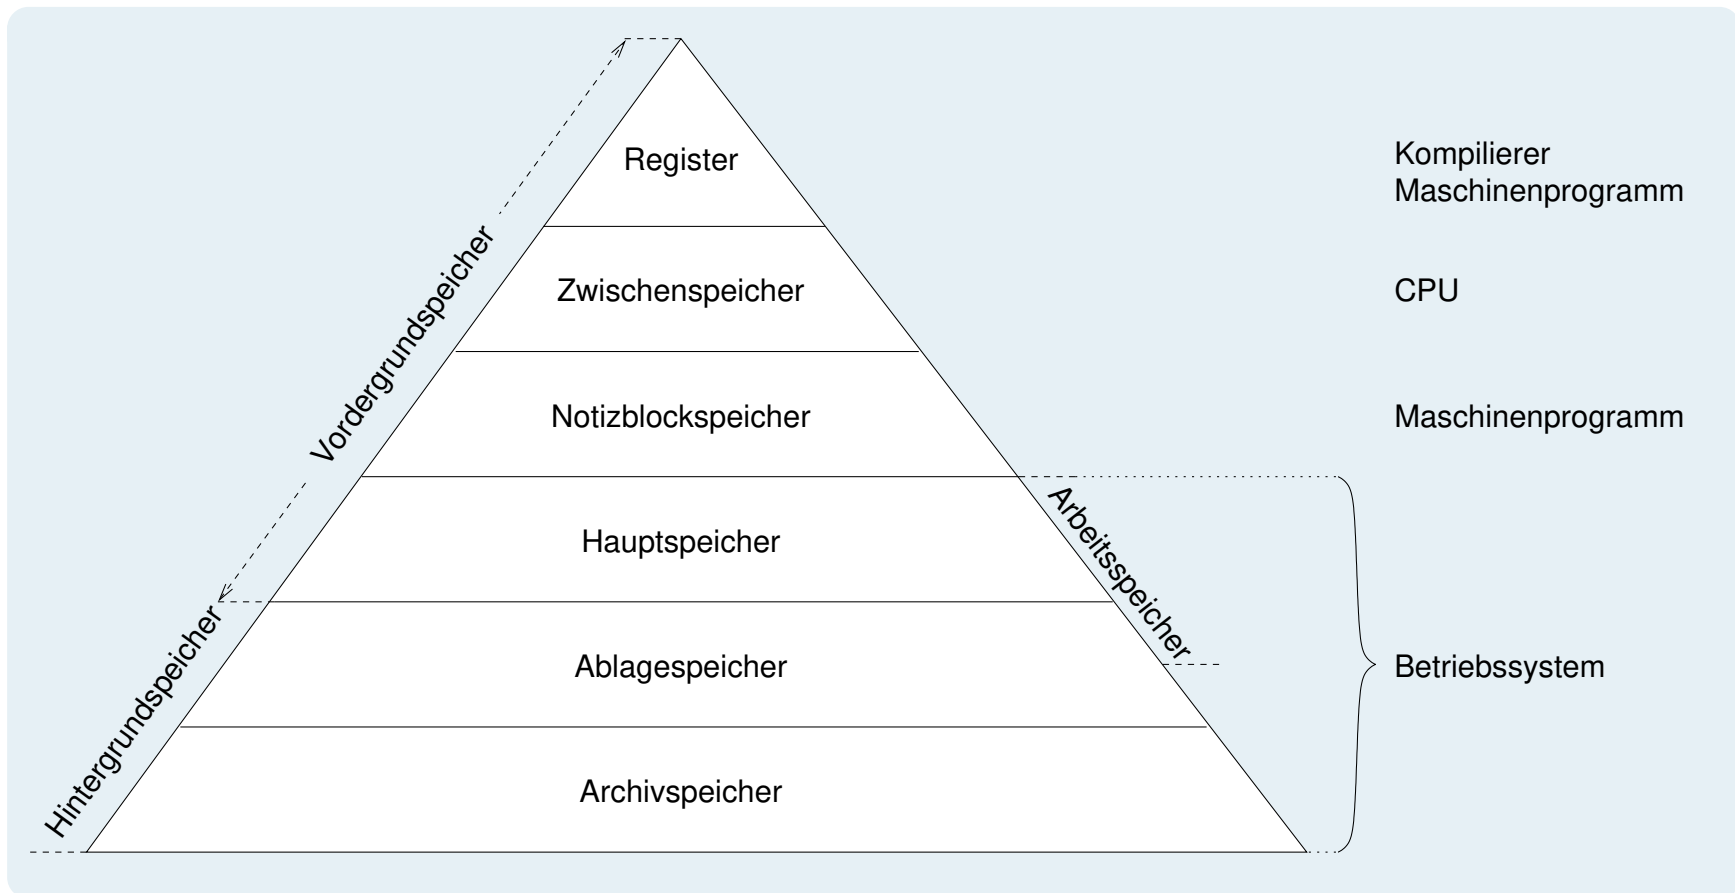 Register
Kompilierer
Maschinenprogramm
Vordergrundspeicher
Zwischenspeicher
CPU
Notizblockspeicher
Maschinenprogramm
Hauptspeicher
Arbeitsspeicher
Hintergrundspeicher
Ablagespeicher
Betriebssystem
Archivspeicher